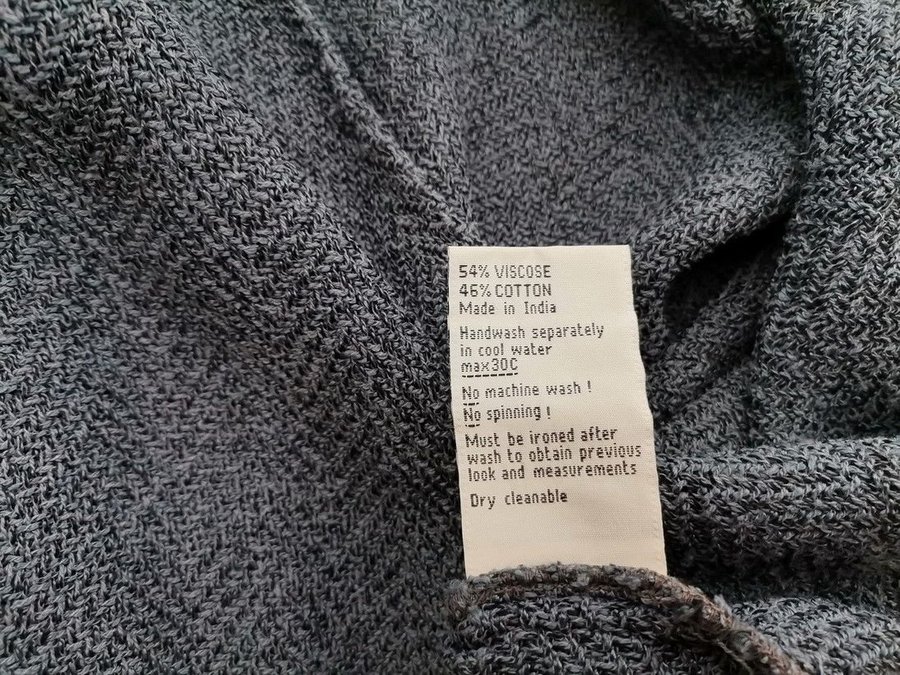 54% VISCOSE
46% COTTON
Made in India
Handwash separately
in cool water
max30C
No machine wash !
No spinning !
Must be ironed after
wash to obtain previous
look and measurements
Dry cleanable